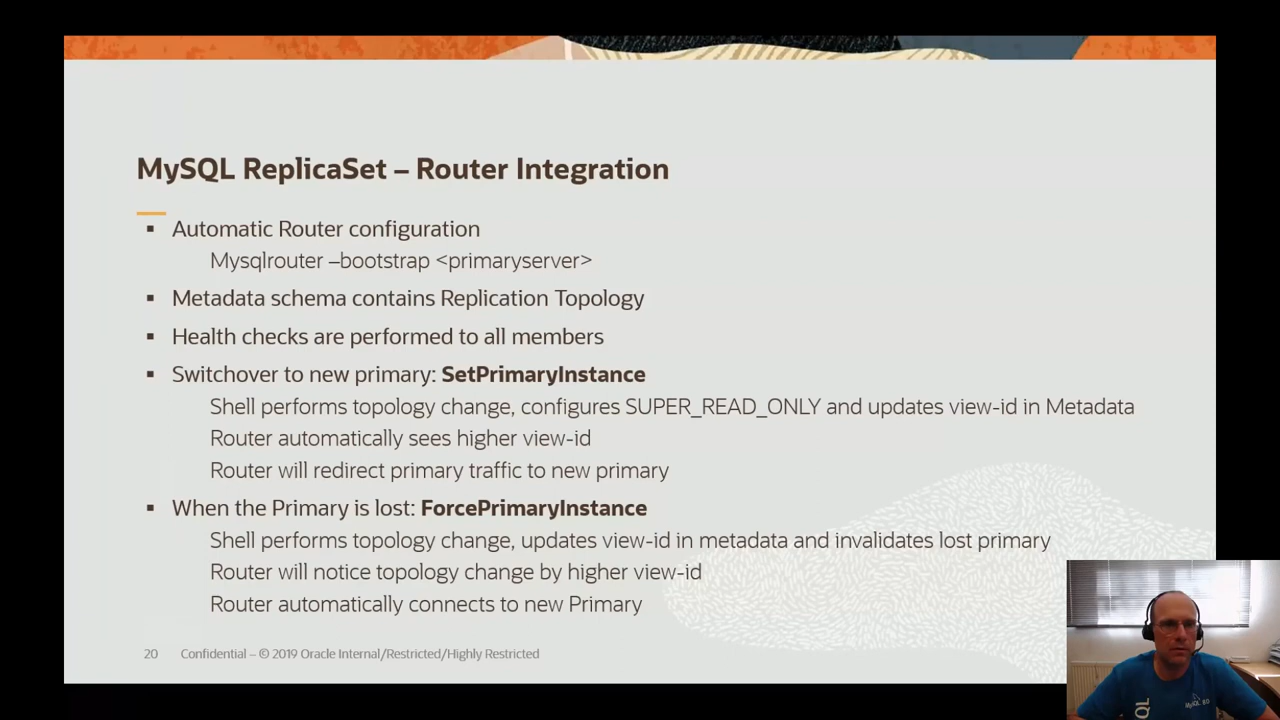 MySQL ReplicaSet – Router Integration
▪ Automatic Router configuration
Mysqlrouter –bootstrap <primaryserver>
▪ Metadata schema contains Replication Topology
▪ Health checks are performed to all members
▪ Switchover to new primary: SetPrimaryInstance
Shell performs topology change, configures SUPER_READ_ONLY and updates view-id in Metadata
Router automatically sees higher view-id
Router will redirect primary traffic to new primary
▪ When the Primary is lost: ForcePrimaryInstance
Shell performs topology change, updates view-id in metadata and invalidates lost primary
Router will notice topology change by higher view-id
Router automatically connects to new Primary
20 Confidential – © 2019 Oracle Internal/Restricted/Highly Restricted
MySQL 8.0
QL